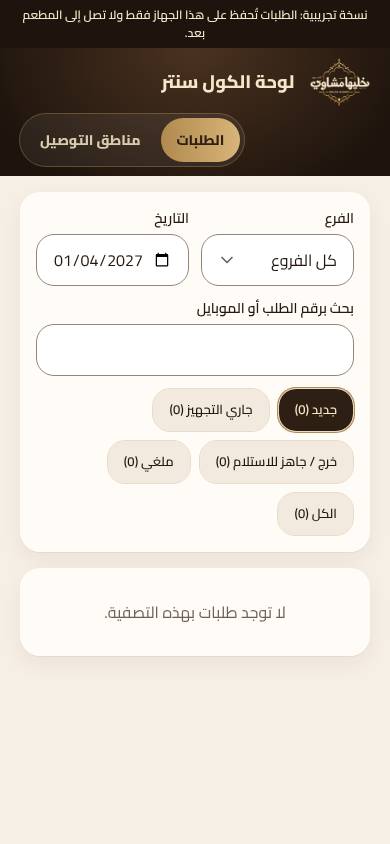 نسخة تجريبية: الطلبات تُحفظ على هذا الجهاز فقط ولا تصل إلى المطعم
بعد.
خليها مشاوي
لوحة الكول سنتر
الطلبات
مناطق التوصيل
الفرع
التاريخ
كل الفروع
01/04/2027
بحث برقم الطلب أو الموبايل
جديد (0)
جاري التجهيز (0)
خرج / جاهز للاستلام (0)
ملغي (0)
الكل (0)
لا توجد طلبات بهذه التصفية.